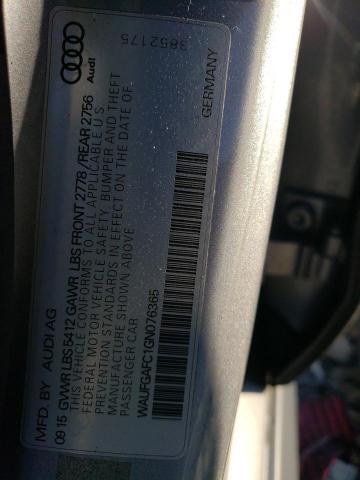 MFD. BY AUDI AG
09 15 GVWR LBS 5412 GAWR LBS FRONT 2778 /REAR 2756
THIS VEHICLE CONFORMS TO ALL APPLICABLE U S
FEDERAL MOTOR VEHICLE SAFETY, BUMPER AND THEFT
PREVENTION STANDARDS IN EFFECT ON THE DATE OF
MANUFACTURE SHOWN ABOVE
PASSENGER CAR
WAUFGAFC1GN076365
Audi
GERMANY
3852175